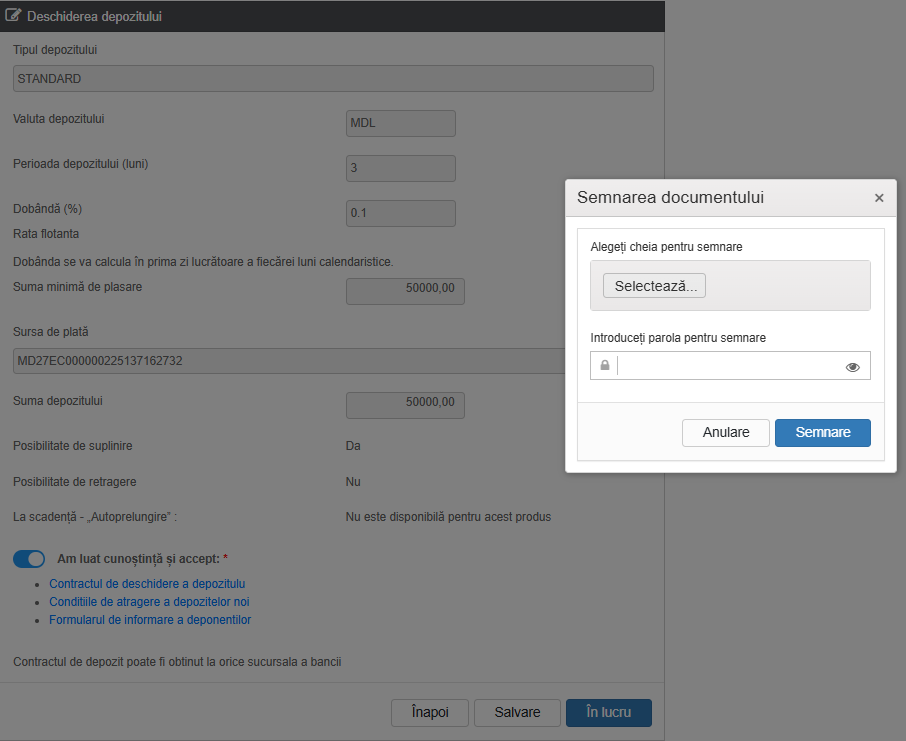 Deschiderea depozitului
Tipul depozitului
STANDARD
Valuta depozitului MDL
Perioada depozitului (luni) 3
Dobândă (%) 0.1
Rata flotanta
Dobânda se va calcula în prima zi lucrătoare a fiecărei luni calendaristice.
Suma minimă de plasare 50000,00
Sursa de plată
MD27EC000000225137162732
Suma depozitului 50000,00
Posibilitate de suplinire Da
Posibilitate de retragere Nu
La scadență - „Autoprelungire” : Nu este disponibilă pentru acest produs
Am luat cunoștință și accept: *
Contractul de deschidere a depozitulu
Conditiile de atragere a depozitelor noi
Formularul de informare a deponentilor
Contractul de depozit poate fi obtinut la orice sucursala a bancii
Înapoi Salvare În lucru
Semnarea documentului ×
Alegeți cheia pentru semnare
Selectează...
Introduceți parola pentru semnare
Anulare Semnare